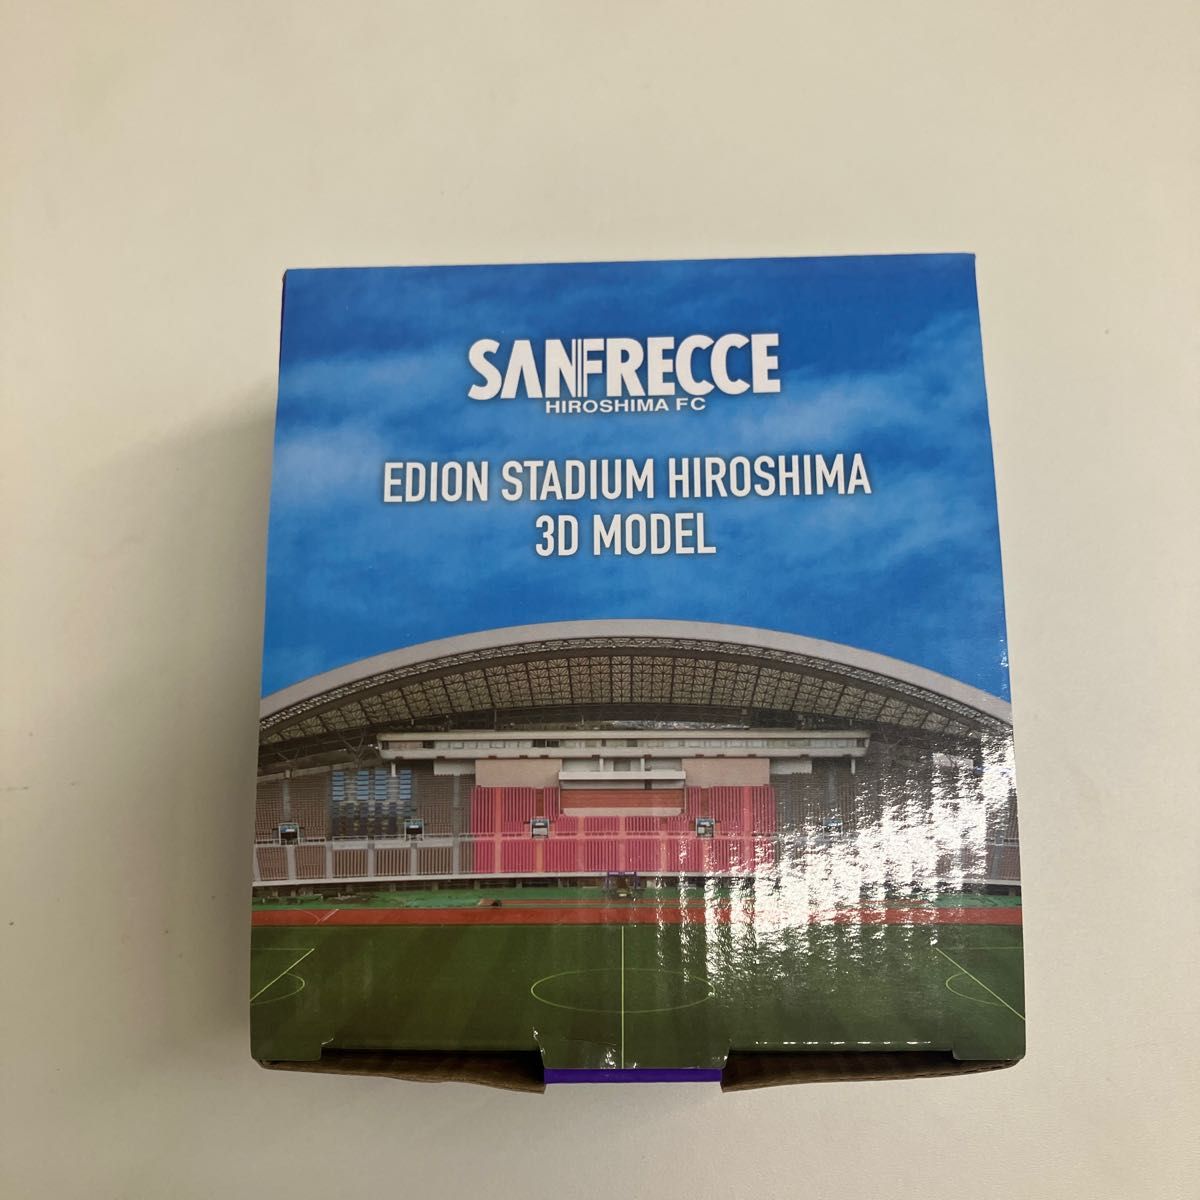 SANFRECCE
HIROSHIMA FC
EDION STADIUM HIROSHIMA
3D MODEL